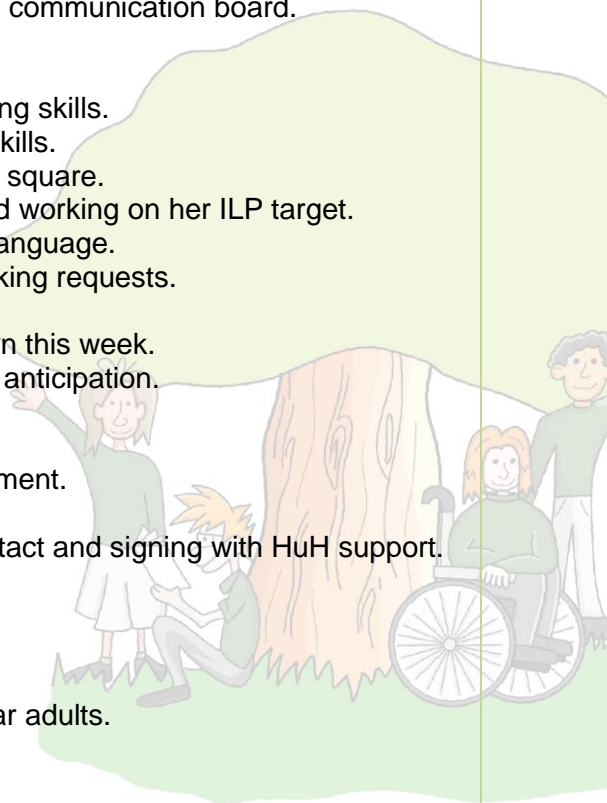 communication board.
ng skills.
kills.
square.
d working on her ILP target.
anguage.
king requests.
n this week.
anticipation.
ment.
tact and signing with HuH support.
ar adults.